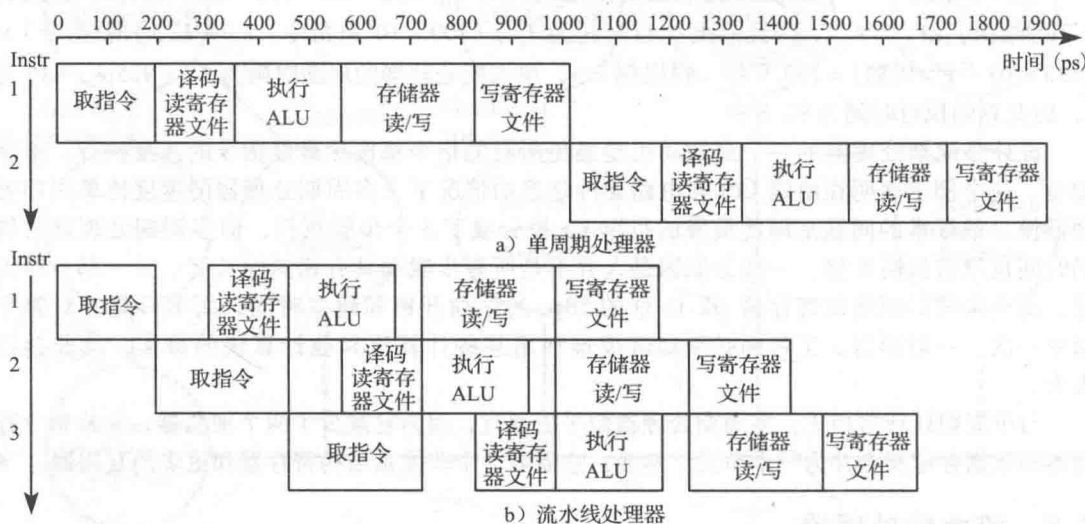 0 100 200 300 400 500 600 700 800 900 1000 1100 1200 1300 1400 1500 1600 1700 1800 1900
时间 (ps)
Instr
1
取指令
译码
读寄存
器文件
执行
ALU
存储器
读/写
写寄存器
文件
2
取指令
译码
读寄存
器文件
执行
ALU
存储器
读/写
写寄存器
文件
a）单周期处理器
Instr
1
取指令
译码
读寄存
器文件
执行
ALU
存储器
读/写
写寄存器
文件
2
取指令
译码
读寄存
器文件
执行
ALU
存储器
读/写
写寄存器
文件
3
取指令
译码
读寄存
器文件
执行
ALU
存储器
读/写
写寄存器
文件
b）流水线处理器